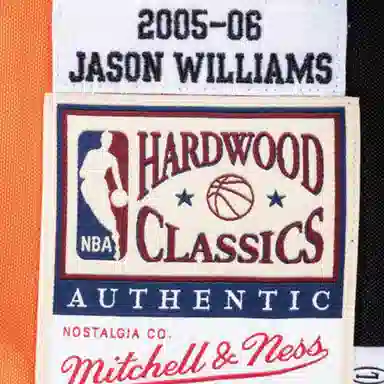 2005-06
JASON WILLIAMS
HARDWOOD
NBA
CLASSICS
AUTHENTIC
NOSTALGIA CO.
Mitchell & Ness